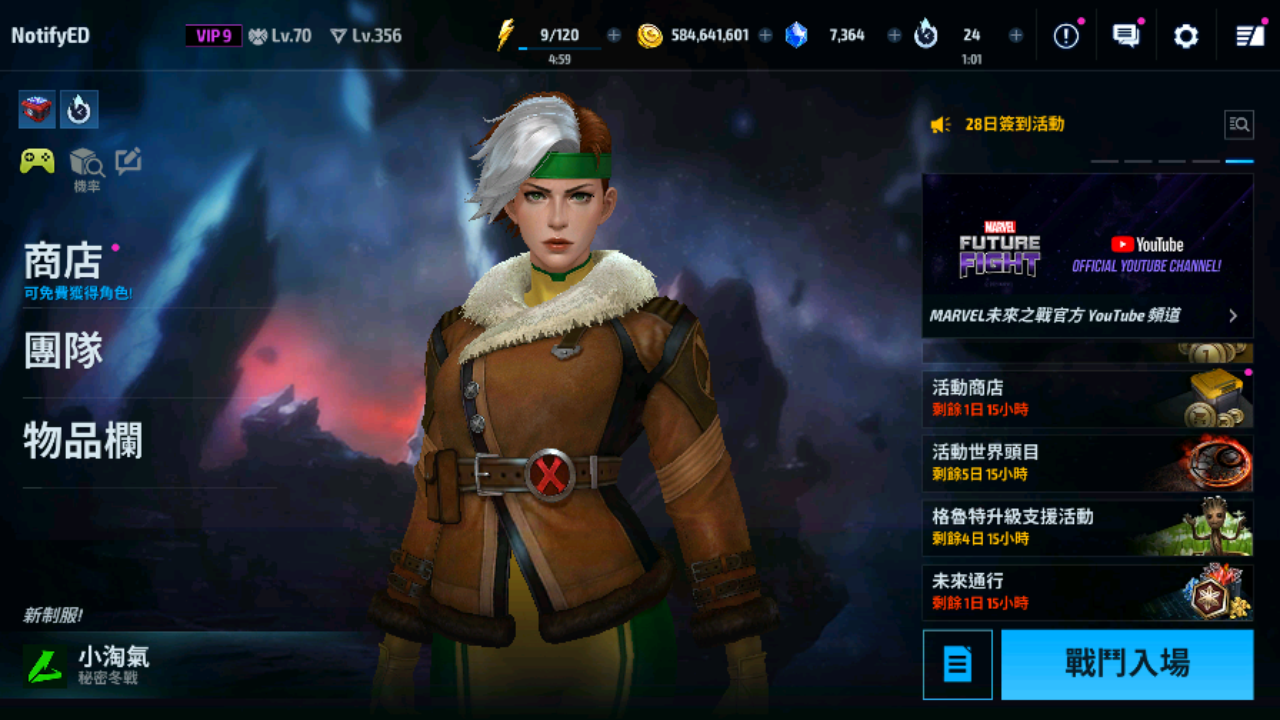 NotifyED
VIP 9
Lv.70
Lv.356
9/120
4:59
584,641,601
7,364
24
1:01
機率
商店
可免費獲得角色!
團隊
物品欄
新制服!
小淘氣
秘密冬戰
28日簽到活動
MARVEL
FUTURE
FIGHT
YouTube
OFFICIAL YOUTUBE CHANNEL!
MARVEL未來之戰官方 YouTube 頻道
活動商店
剩餘1日 15小時
活動世界頭目
剩餘5日 15小時
格魯特升級支援活動
剩餘4日 15小時
未來通行
剩餘1日 15小時
戰鬥入場